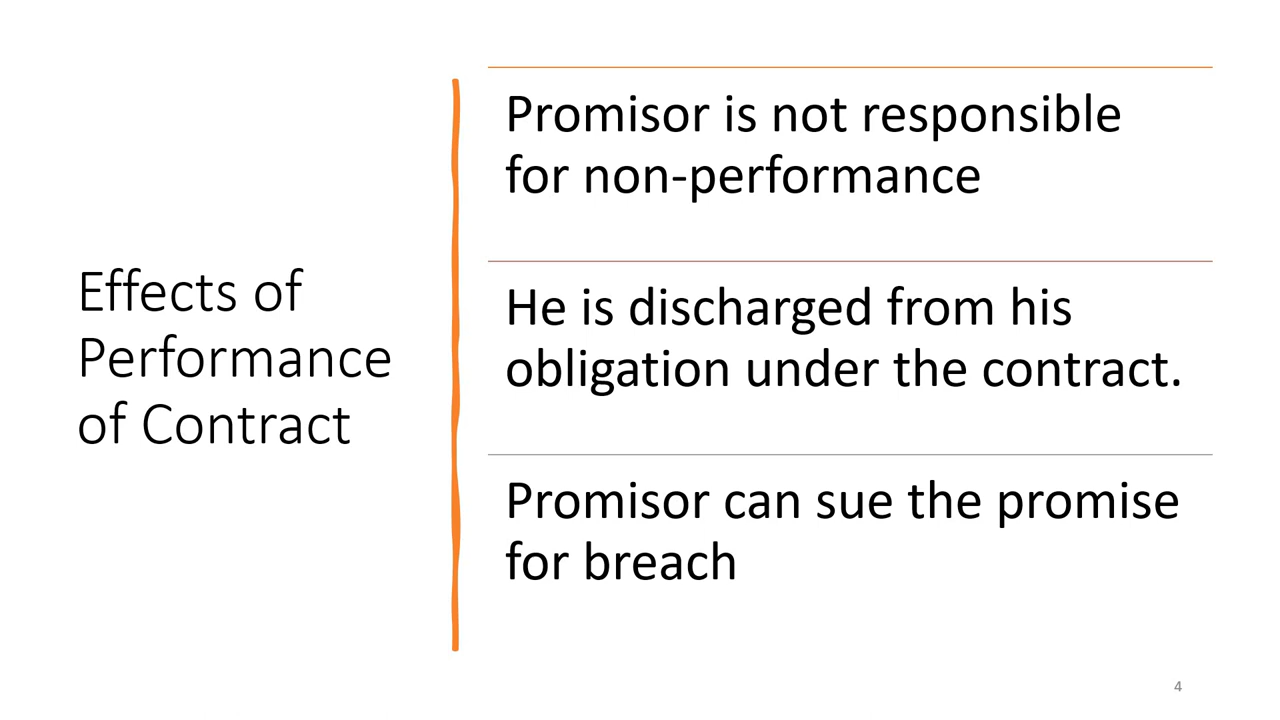 Effects of
Performance
of Contract
Promisor is not responsible
for non-performance
He is discharged from his
obligation under the contract.
Promisor can sue the promise
for breach
4